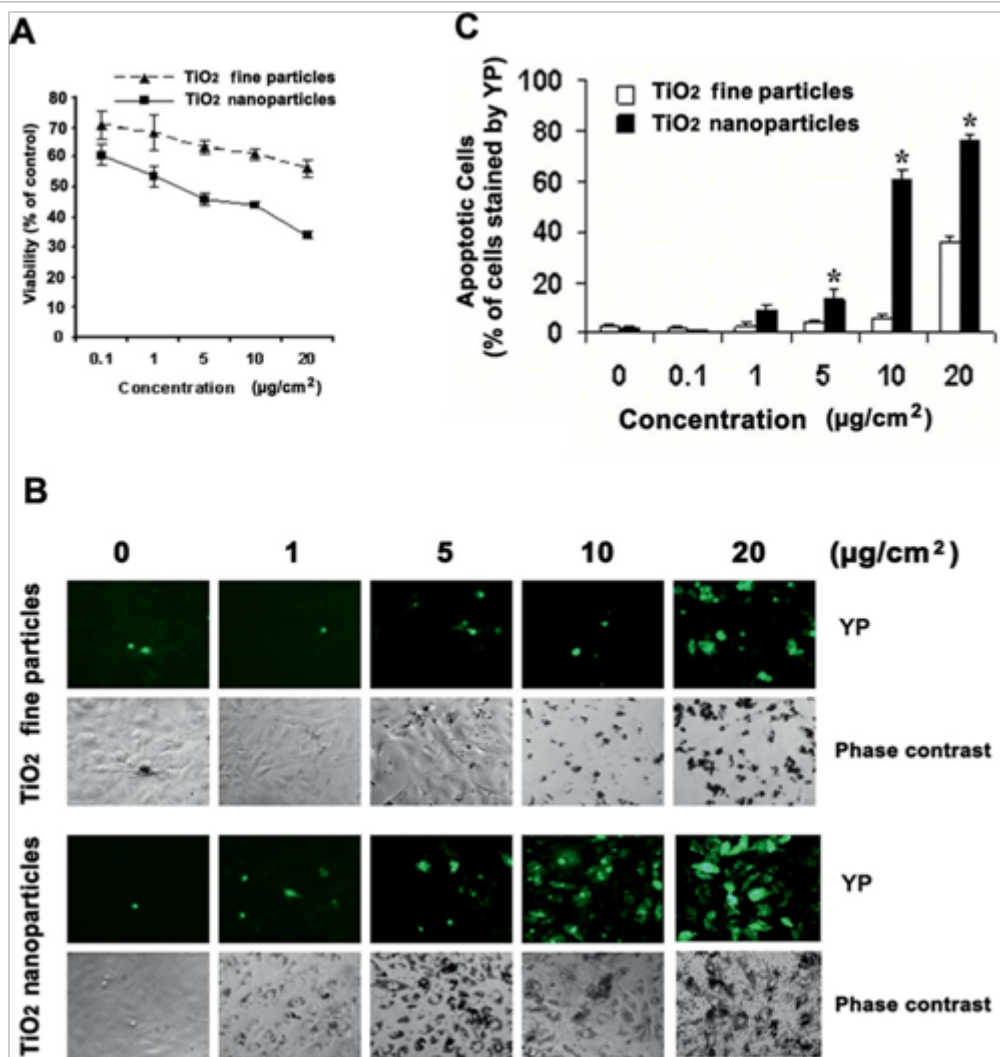 A
TiO2 fine particles
TiO2 nanoparticles
80
70
60
50
40
30
20
10
0
Viability (% of control)
0.1 1 5 10 20
Concentration (µg/cm²)
C
100
80
60
40
20
0
Apoptotic Cells
(% of cells stained by YP)
TiO2 fine particles
TiO2 nanoparticles
* * *
0 0.1 1 5 10 20
Concentration (µg/cm²)
B
0 1 5 10 20 (µg/cm²)
TiO2 fine particles
YP
Phase contrast
TiO2 nanoparticles
YP
Phase contrast